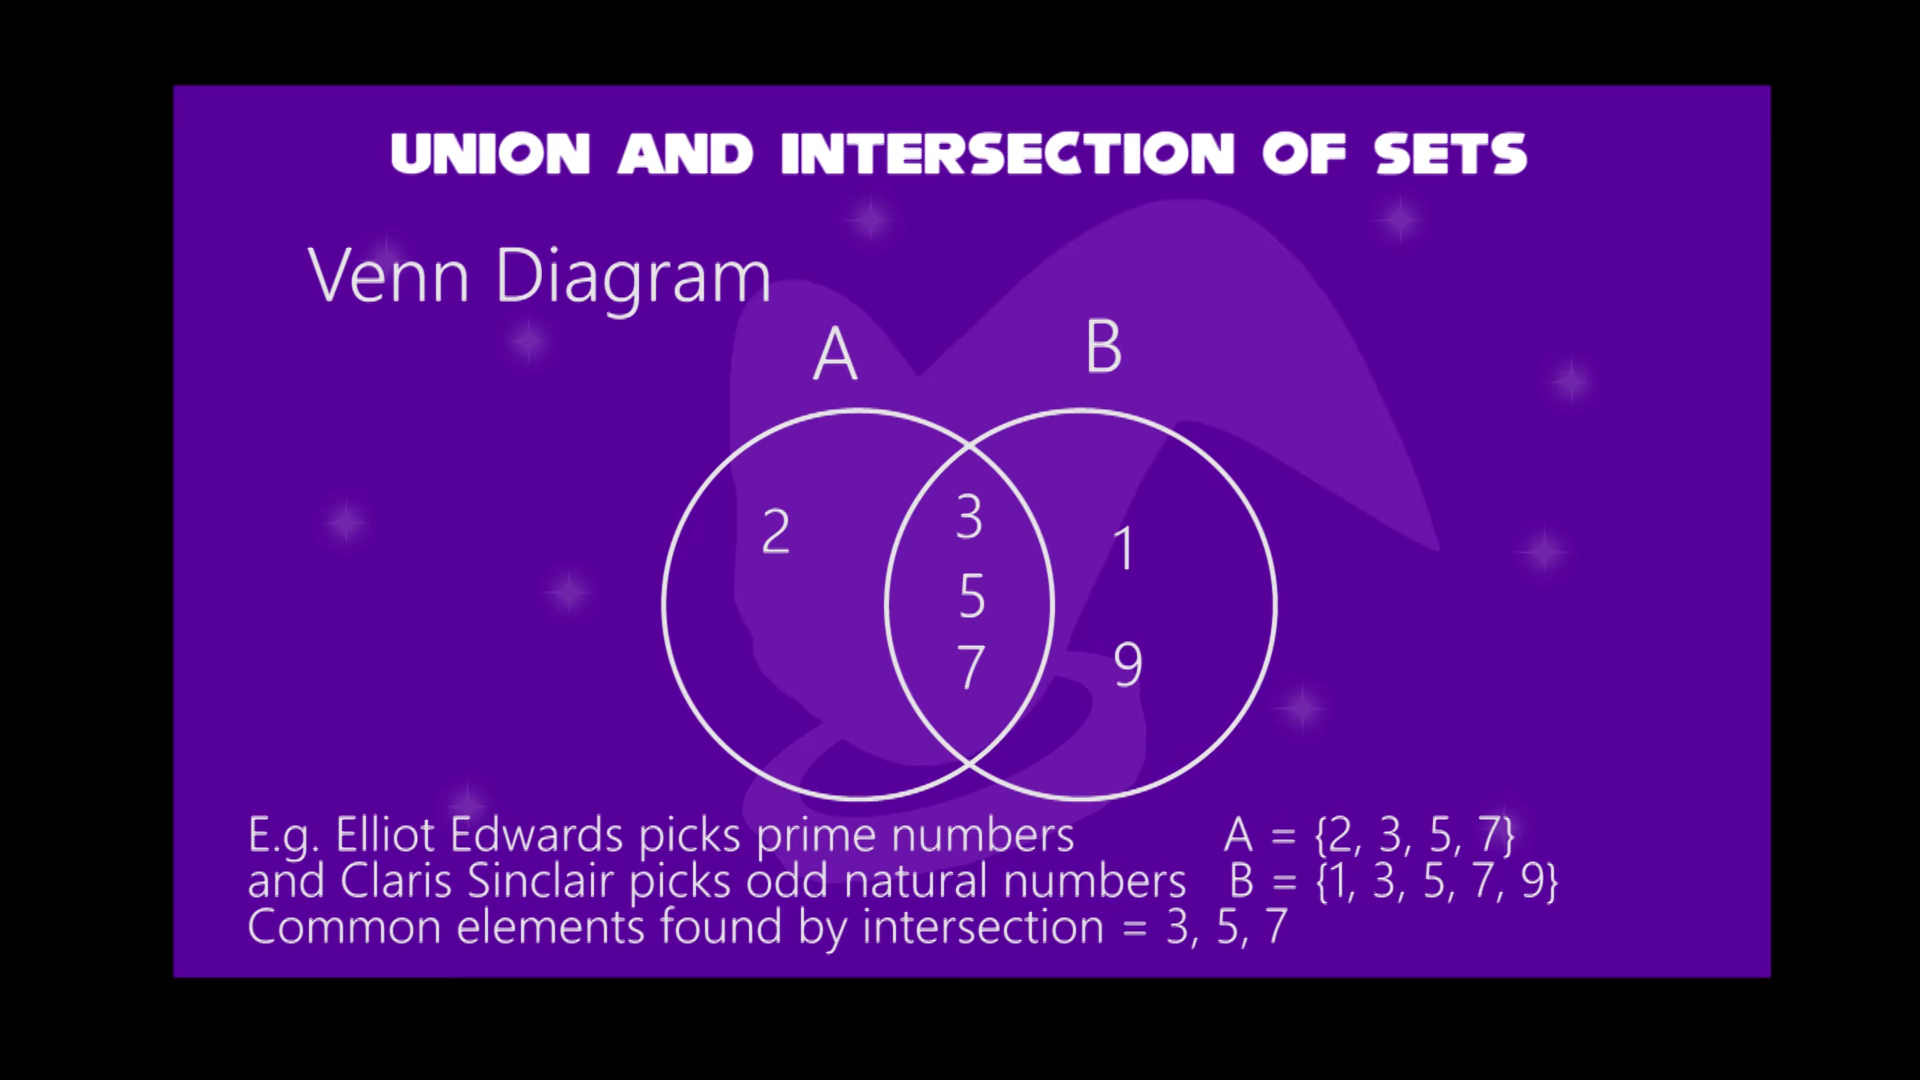 UNION AND INTERSECTION OF SETS
Venn Diagram
A B
2
3
5
7
1
9
E.g. Elliot Edwards picks prime numbers A = {2, 3, 5, 7}
and Claris Sinclair picks odd natural numbers B = {1, 3, 5, 7, 9}
Common elements found by intersection = 3, 5, 7